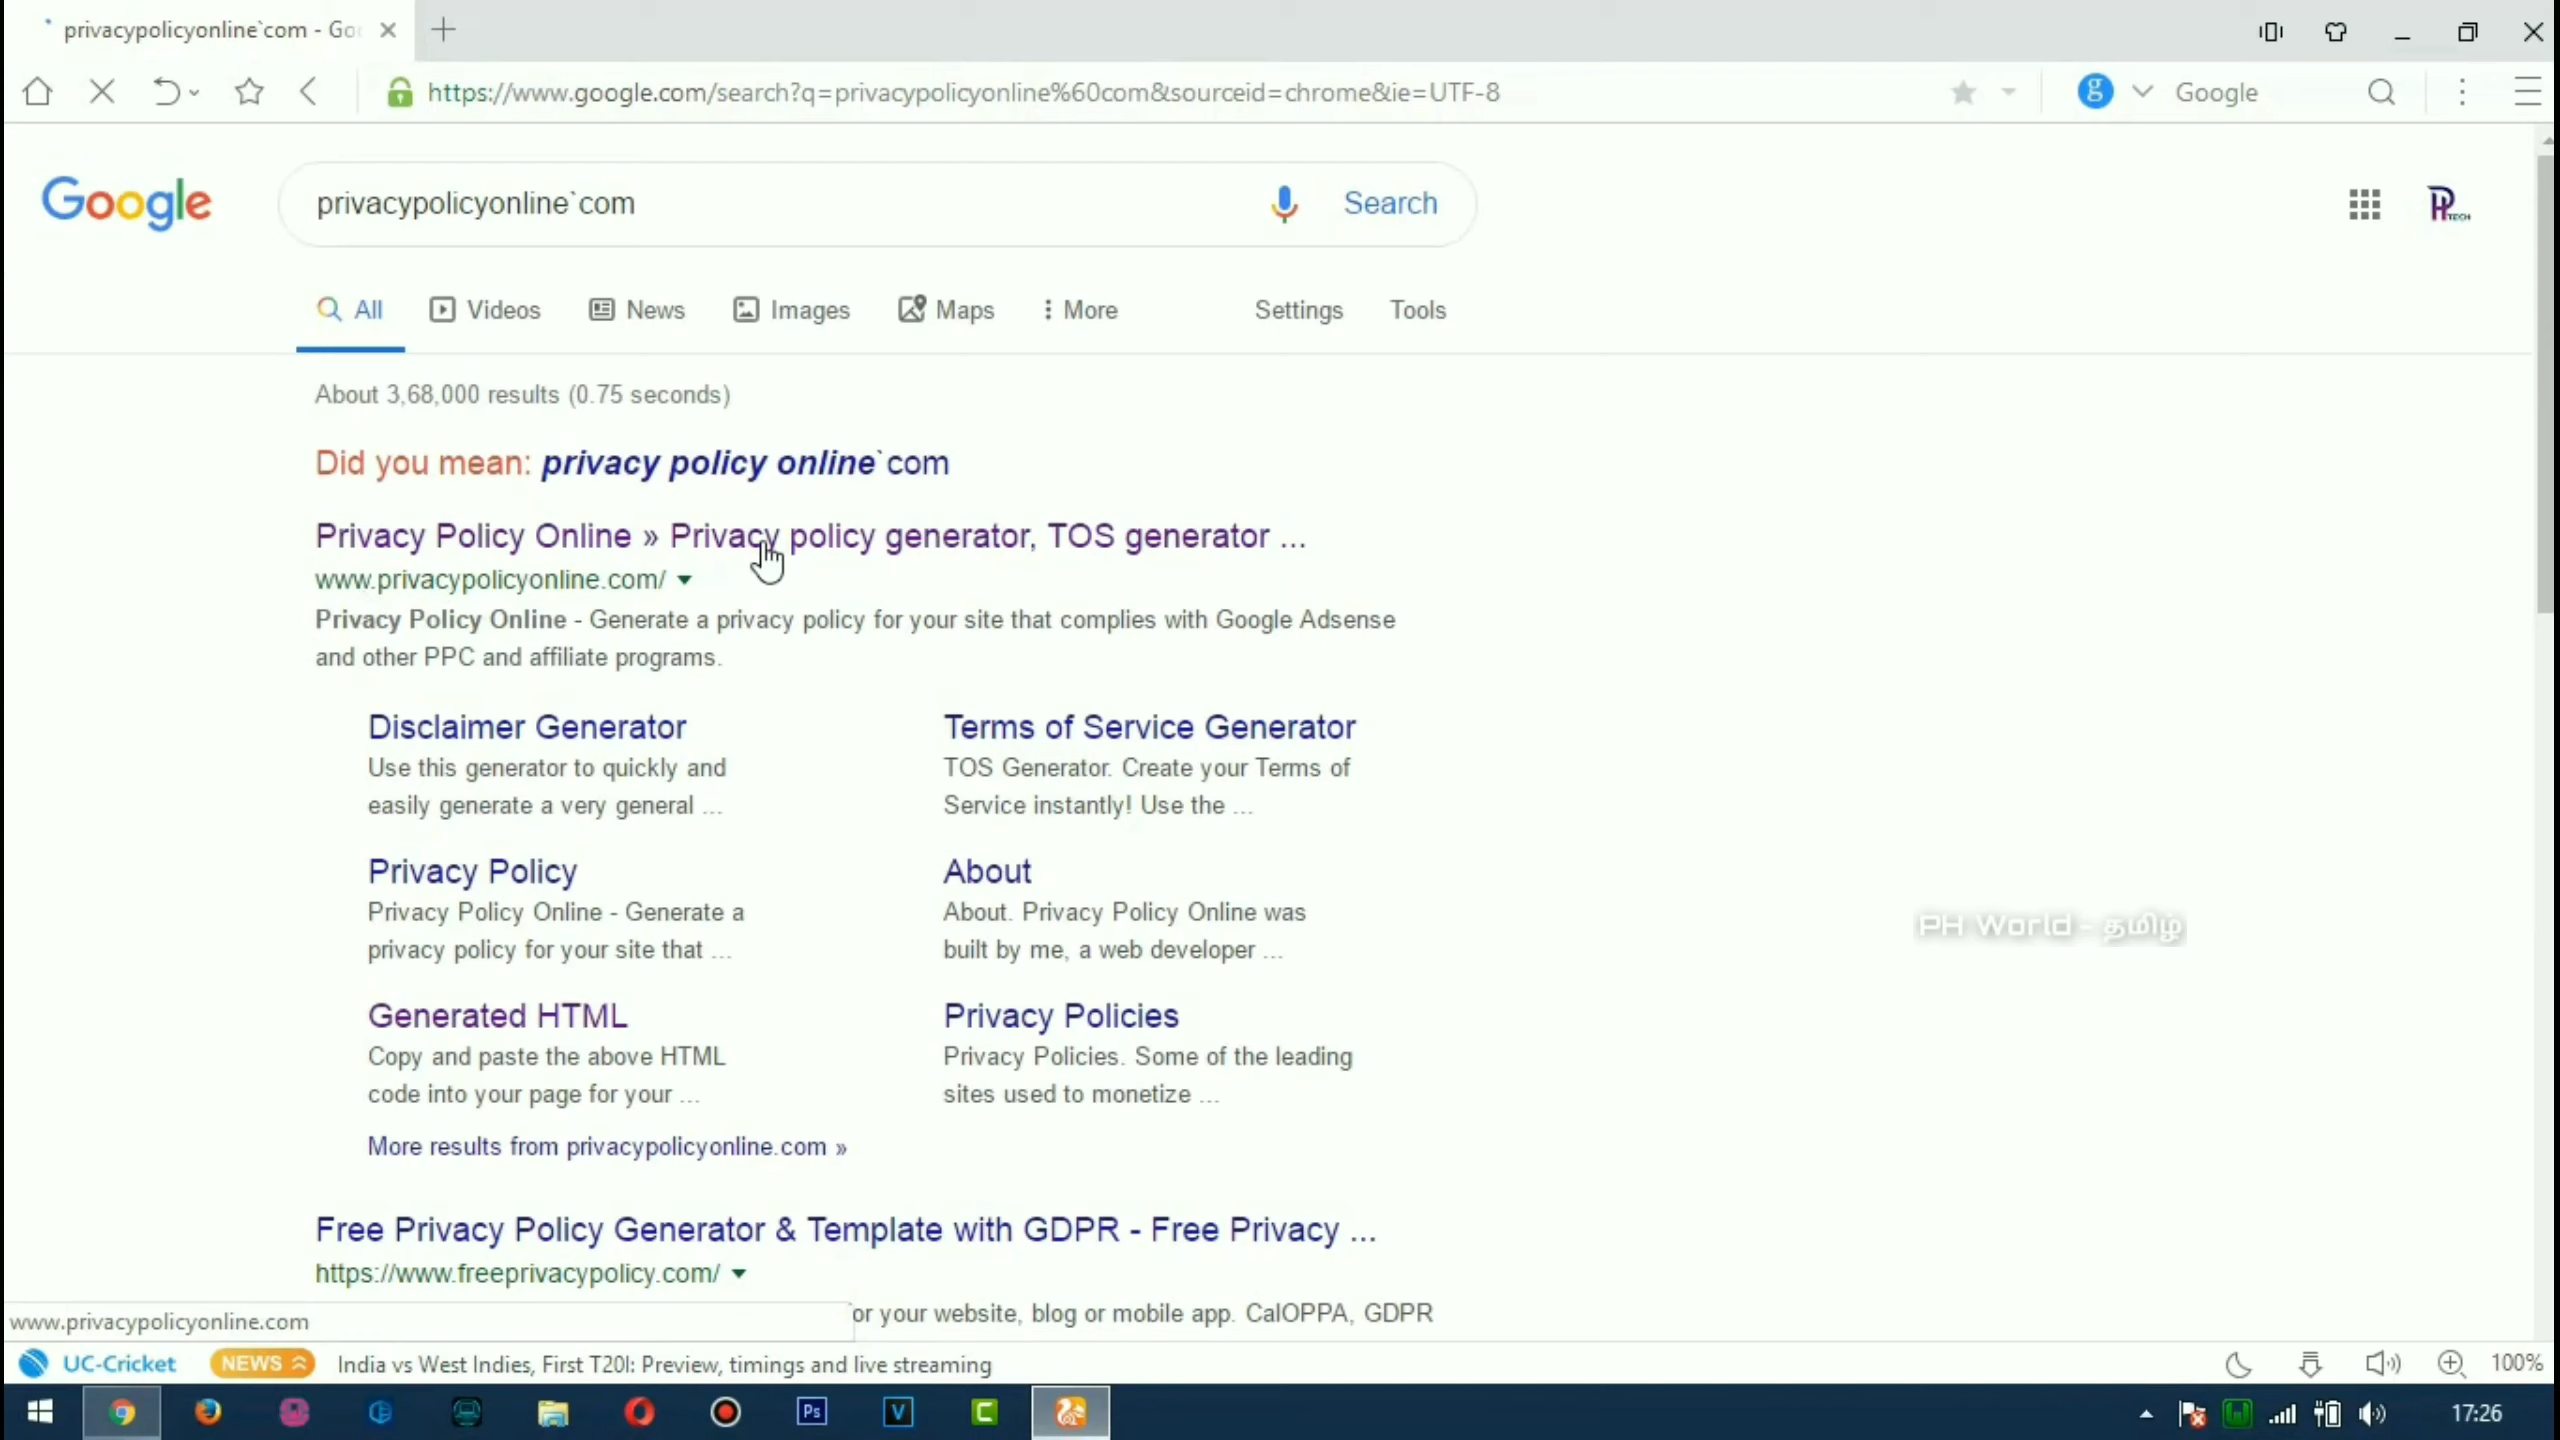 privacypolicyonline`com - Go
https://www.google.com/search?q=privacypolicyonline%60com&sourceid=chrome&ie=UTF-8
Google
Google
privacypolicyonline`com
Search
HP TECH
All
Videos
News
Images
Maps
More
Settings
Tools
About 3,68,000 results (0.75 seconds)
Did you mean: privacy policy online`com
Privacy Policy Online » Privacy policy generator, TOS generator ...
www.privacypolicyonline.com/
Privacy Policy Online - Generate a privacy policy for your site that complies with Google Adsense
and other PPC and affiliate programs.
Disclaimer Generator
Use this generator to quickly and
easily generate a very general ...
Terms of Service Generator
TOS Generator. Create your Terms of
Service instantly! Use the ...
Privacy Policy
Privacy Policy Online - Generate a
privacy policy for your site that ...
About
About. Privacy Policy Online was
built by me, a web developer ...
PH World - தமிழ்
Generated HTML
Copy and paste the above HTML
code into your page for your ...
Privacy Policies
Privacy Policies. Some of the leading
sites used to monetize ...
More results from privacypolicyonline.com »
Free Privacy Policy Generator & Template with GDPR - Free Privacy ...
https://www.freeprivacypolicy.com/
or your website, blog or mobile app. CalOPPA, GDPR
www.privacypolicyonline.com
UC-Cricket
NEWS
India vs West Indies, First T20I: Preview, timings and live streaming
100%
Ps
V
C
17:26